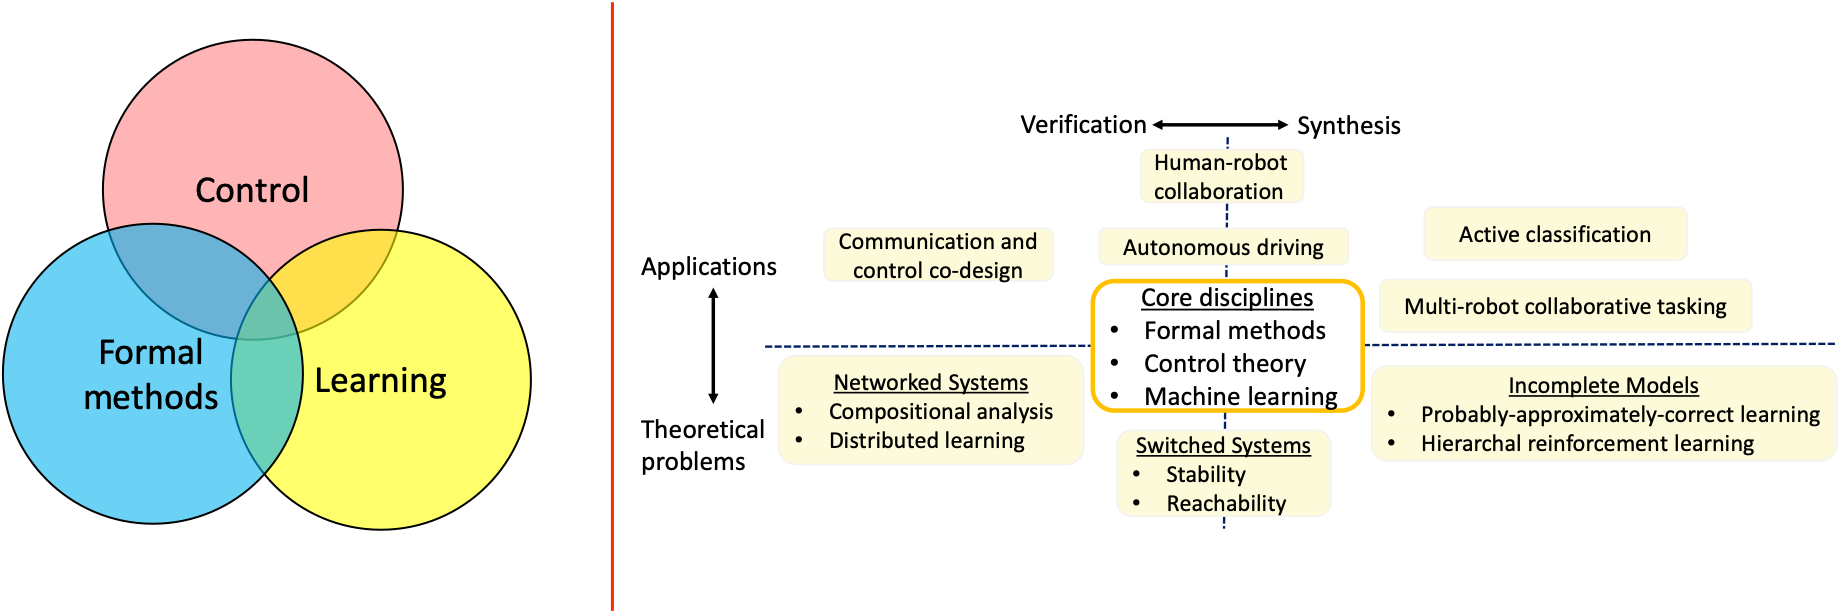 Control
Formal
methods
Learning
Verification
Synthesis
Human-robot
collaboration
Communication and
control co-design
Autonomous driving
Active classification
Applications
Multi-robot collaborative tasking
Core disciplines
• Formal methods
• Control theory
• Machine learning
Theoretical
problems
Networked Systems
• Compositional analysis
• Distributed learning
Switched Systems
• Stability
• Reachability
Incomplete Models
• Probably-approximately-correct learning
• Hierarchal reinforcement learning